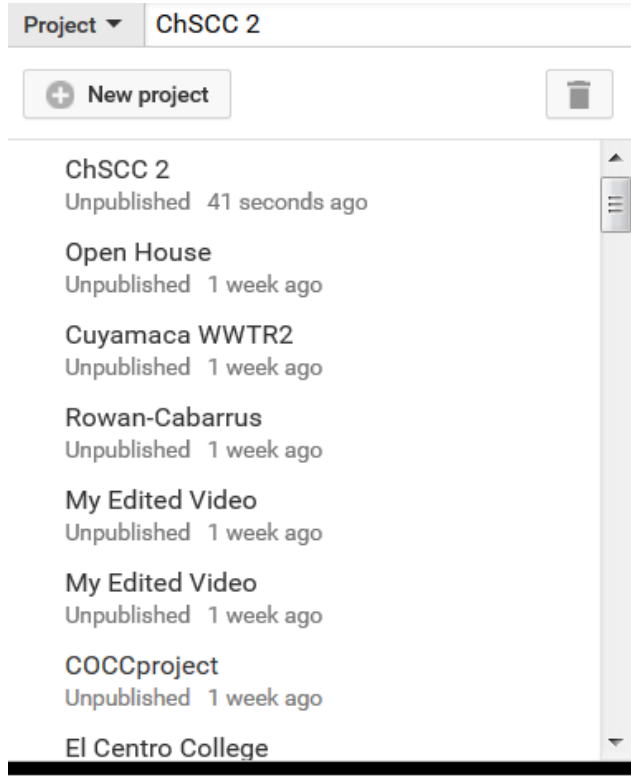 Project ChSCC 2
New project
ChSCC 2
Unpublished 41 seconds ago
Open House
Unpublished 1 week ago
Cuyamaca WWTR2
Unpublished 1 week ago
Rowan-Cabarrus
Unpublished 1 week ago
My Edited Video
Unpublished 1 week ago
My Edited Video
Unpublished 1 week ago
COCCproject
Unpublished 1 week ago
El Centro College